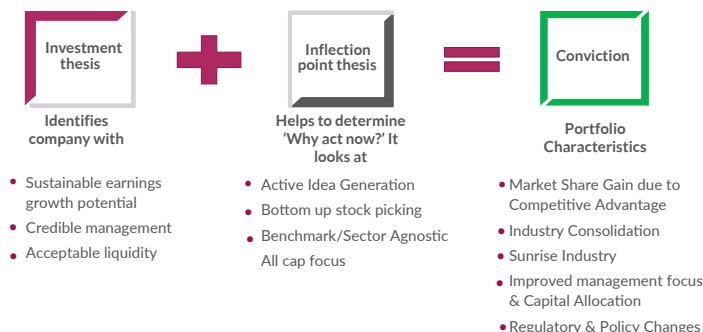 Investment
thesis
Inflection
point thesis
Conviction
Identifies
company with
Helps to determine
‘Why act now?’ It
looks at
Portfolio
Characteristics
• Sustainable earnings
growth potential
• Credible management
• Acceptable liquidity
• Active Idea Generation
• Bottom up stock picking
• Benchmark/Sector Agnostic
All cap focus
• Market Share Gain due to
Competitive Advantage
• Industry Consolidation
• Sunrise Industry
• Improved management focus
& Capital Allocation
• Regulatory & Policy Changes